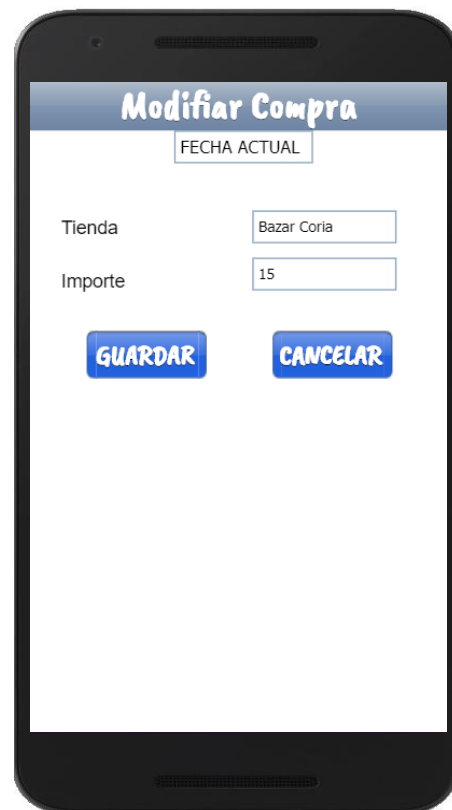 Modifiar Compra
FECHA ACTUAL
Tienda Bazar Coria
Importe 15
GUARDAR CANCELAR